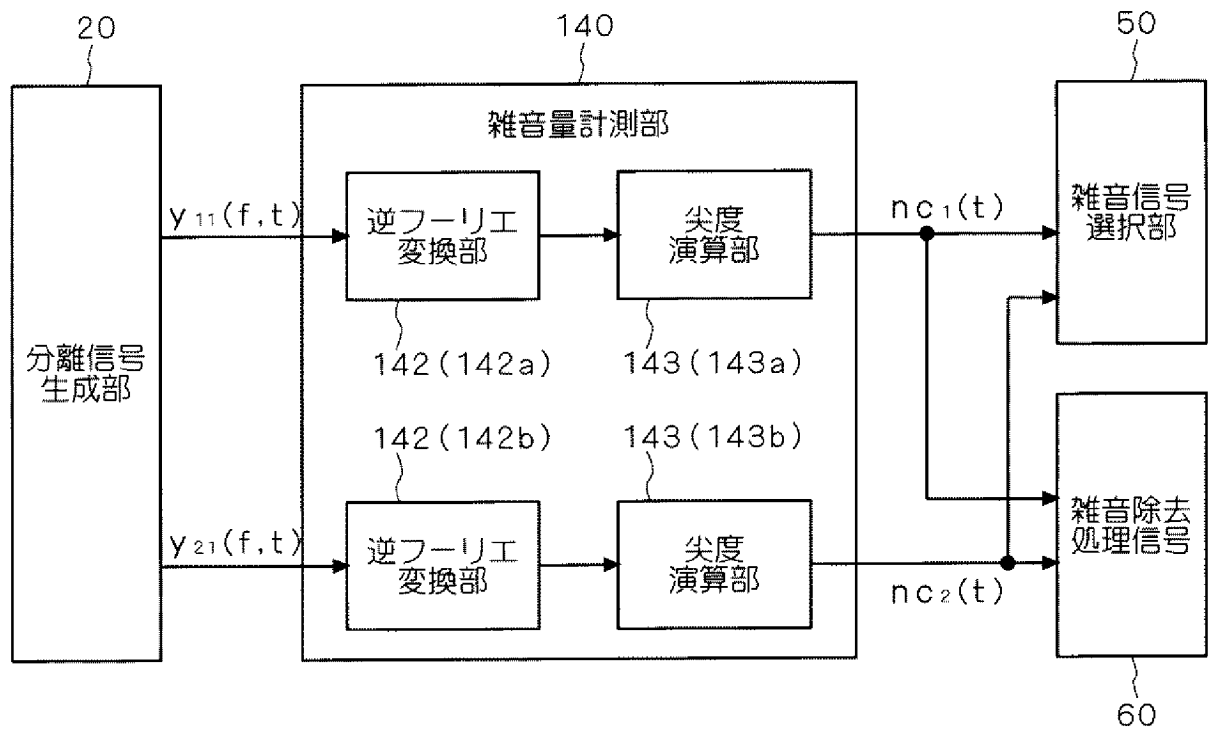 20
140
50
雑音量計測部
y11(f,t)
逆フーリエ
変換部
尖度
演算部
nc1(t)
雑音信号
選択部
142(142a)
143(143a)
分離信号
生成部
142(142b)
143(143b)
y21(f,t)
逆フーリエ
変換部
尖度
演算部
nc2(t)
雑音除去
処理信号
60